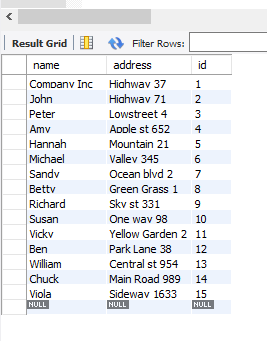 Result Grid Filter Rows:
name address id
Company Inc Highway 37 1
John Highway 71 2
Peter Lowstreet 4 3
Amy Apple st 652 4
Hannah Mountain 21 5
Michael Valley 345 6
Sandy Ocean blvd 2 7
Betty Green Grass 1 8
Richard Sky st 331 9
Susan One way 98 10
Vicky Yellow Garden 2 11
Ben Park Lane 38 12
William Central st 954 13
Chuck Main Road 989 14
Viola Sideway 1633 15
NULL NULL NULL